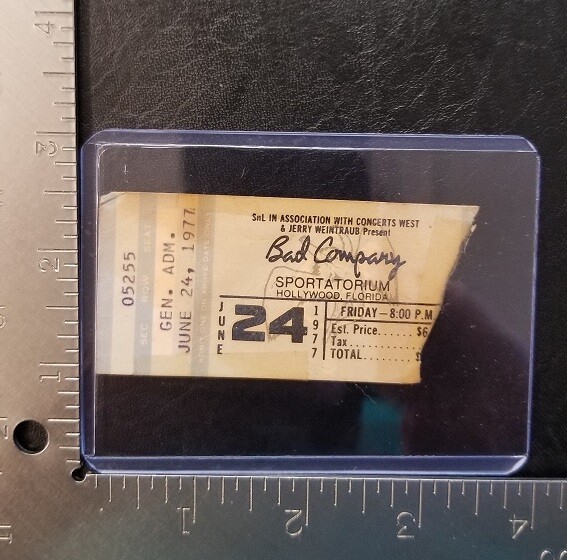 05255
SEC ROW SEAT
GEN. ADM.
JUNE 24, 1977
SnL IN ASSOCIATION WITH CONCERTS WEST
& JERRY WEINTRAUB Present
Bad Company
SPORTATORIUM
HOLLYWOOD, FLORIDA
JUNE
24
1977
FRIDAY — 8:00 P.M
Est. Price......$6
Tax
TOTAL........$
4
3
2
1
1
2
3
4